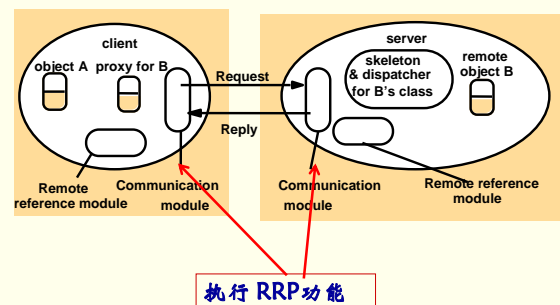 client
object A
proxy for B
Request
Reply
Remote
reference module
Communication
module
server
skeleton
& dispatcher
for B's class
remote
object B
Communication
module
Remote reference
module
执行 RRP功能